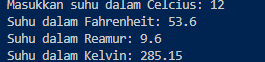 Masukkan suhu dalam Celcius: 12
Suhu dalam Fahrenheit: 53.6
Suhu dalam Reamur: 9.6
Suhu dalam Kelvin: 285.15